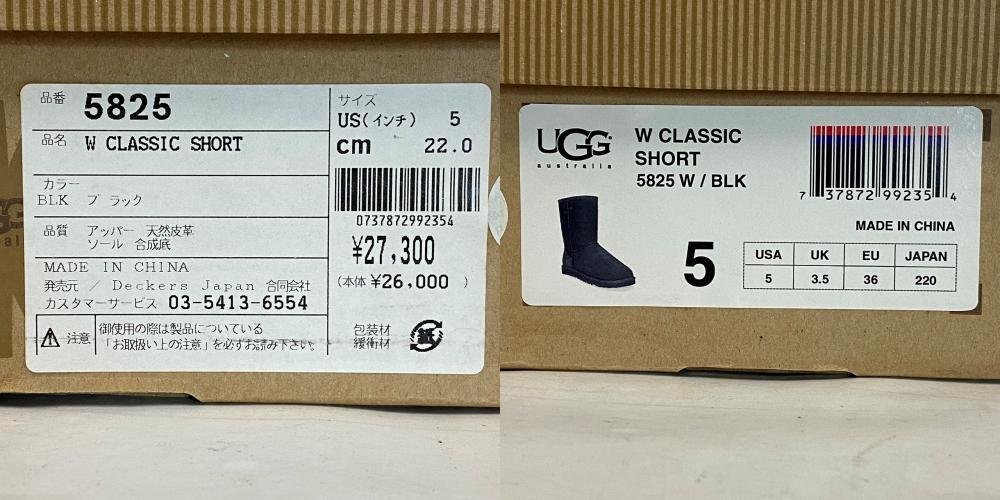 品番 5825
品名 W CLASSIC SHORT
カラー
BLK ブラック
品質 アッパー 天然皮革
ソール 合成底
MADE IN CHINA
発売元 / Deckers Japan 合同会社
カスタマーサービス 03-5413-6554
注意 御使用の際は製品についている
「お取扱い上の注意」を必ずお読み下さい。
サイズ
US(インチ) 5
cm 22.0
0737872992354
¥27,300
(本体 ¥26,000 )
包装材
緩衝材
紙
UGG
australia
W CLASSIC
SHORT
5825 W / BLK
7 37872 99235 4
MADE IN CHINA
5
USA UK EU JAPAN
5 3.5 36 220